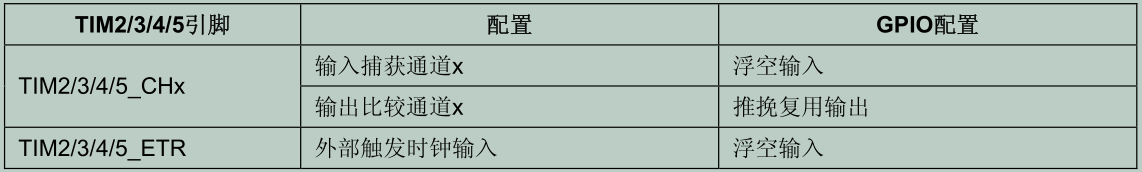 TIM2/3/4/5引脚 配置 GPIO配置
TIM2/3/4/5_CHx 输入捕获通道x 浮空输入
输出比较通道x 推挽复用输出
TIM2/3/4/5_ETR 外部触发时钟输入 浮空输入